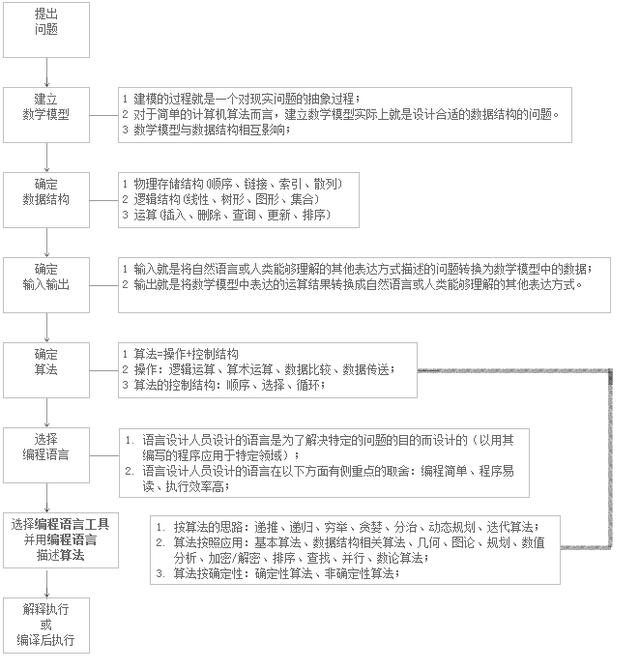 提出
问题
建立
数学模型
1 建模的过程就是一个对现实问题的抽象过程；
2 对于简单的计算机算法而言，建立数学模型实际上就是设计合适的数据结构的问题。
3 数学模型与数据结构相互影响；
确定
数据结构
1 物理存储结构(顺序、链接、索引、散列)
2 逻辑结构(线性、树形、图形、集合)
3 运算(插入、删除、查询、更新、排序)
确定
输入输出
1 输入就是将自然语言或人类能够理解的其他表达方式描述的问题转换为数学模型中的数据；
2 输出就是将数学模型中表达的运算结果转换成自然语言或人类能够理解的其他表达方式。
确定
算法
1 算法=操作+控制结构
2 操作：逻辑运算、算术运算、数据比较、数据传送；
3 算法的控制结构：顺序、选择、循环；
选择
编程语言
1. 语言设计人员设计的语言是为了解决特定的问题的目的而设计的（以用其
编写的程序应用于特定领域）；
2. 语言设计人员设计的语言在以下方面有侧重点的取舍：编程简单、程序易
读、执行效率高；
选择编程语言工具
并用编程语言
描述算法
1. 按算法的思路：递推、递归、穷举、贪婪、分治、动态规划、迭代算法；
2. 算法按照应用：基本算法、数据结构相关算法、几何、图论、规划、数值
分析、加密/解密、排序、查找、并行、数论算法；
3. 算法按确定性：确定性算法、非确定性算法；
解释执行
或
编译后执行